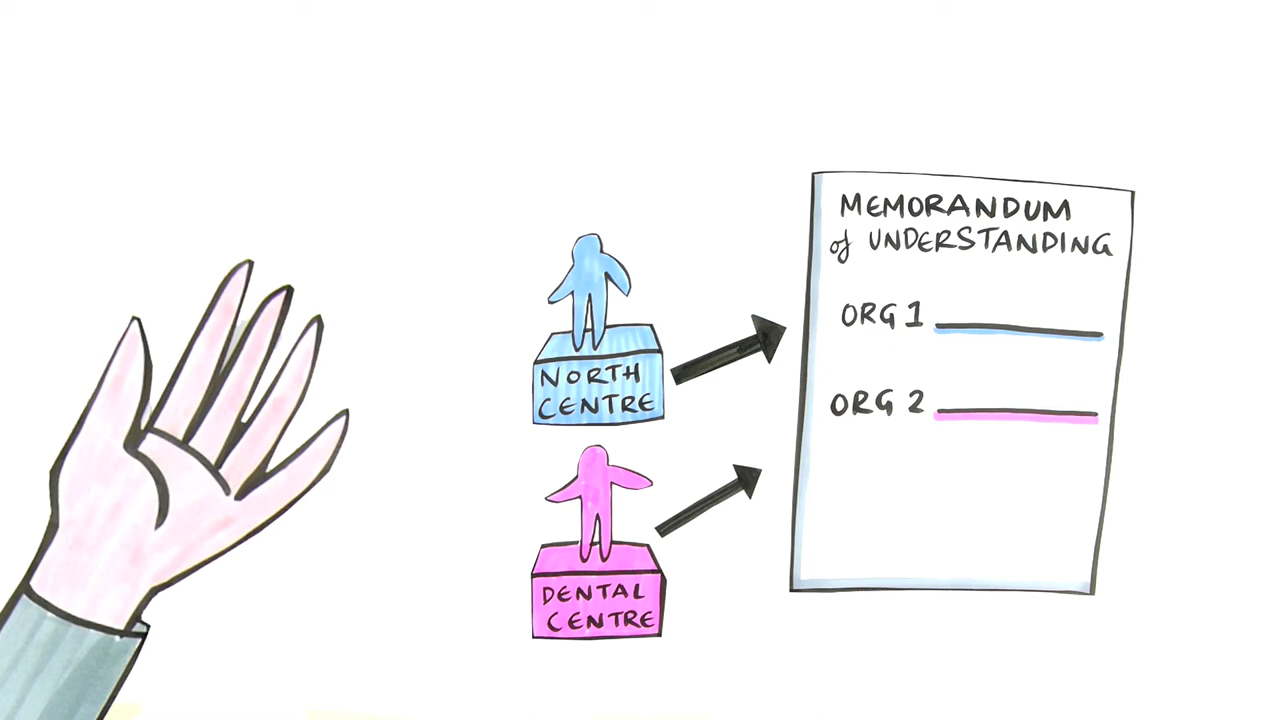 MEMORANDUM
of UNDERSTANDING
ORG 1
ORG 2
NORTH
CENTRE
DENTAL
CENTRE